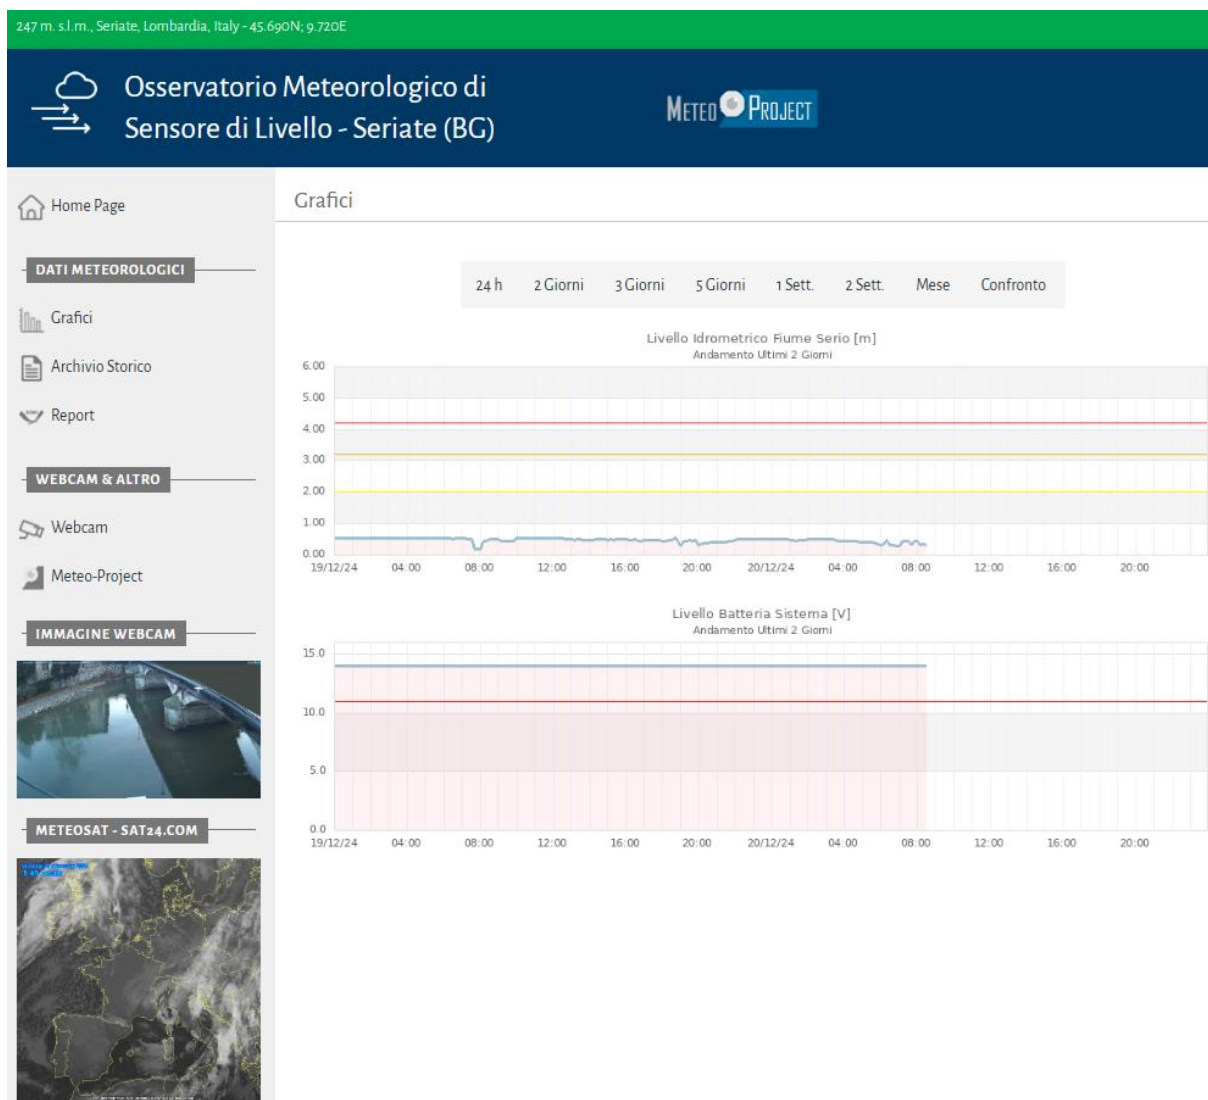 247 m. s.l.m., Seriate, Lombardia, Italy - 45.690N; 9.720E
Osservatorio Meteorologico di
Sensore di Livello - Seriate (BG)
METEO PROJECT
Home Page
DATI METEOROLOGICI
Grafici
Archivio Storico
Report
WEBCAM & ALTRO
Webcam
Meteo-Project
IMMAGINE WEBCAM
METEOSAT - SAT24.COM
Grafici
24 h 2 Giorni 3 Giorni 5 Giorni 1 Sett. 2 Sett. Mese Confronto
Livello Idrometrico Fiume Serio [m]
Andamento Ultimi 2 Giorni
6.00
5.00
4.00
3.00
2.00
1.00
0.00
19/12/24 04:00 08:00 12:00 16:00 20:00 20/12/24 04:00 08:00 12:00 16:00 20:00
Livello Batteria Sistema [V]
Andamento Ultimi 2 Giorni
15.0
10.0
5.0
0.0
19/12/24 04:00 08:00 12:00 16:00 20:00 20/12/24 04:00 08:00 12:00 16:00 20:00